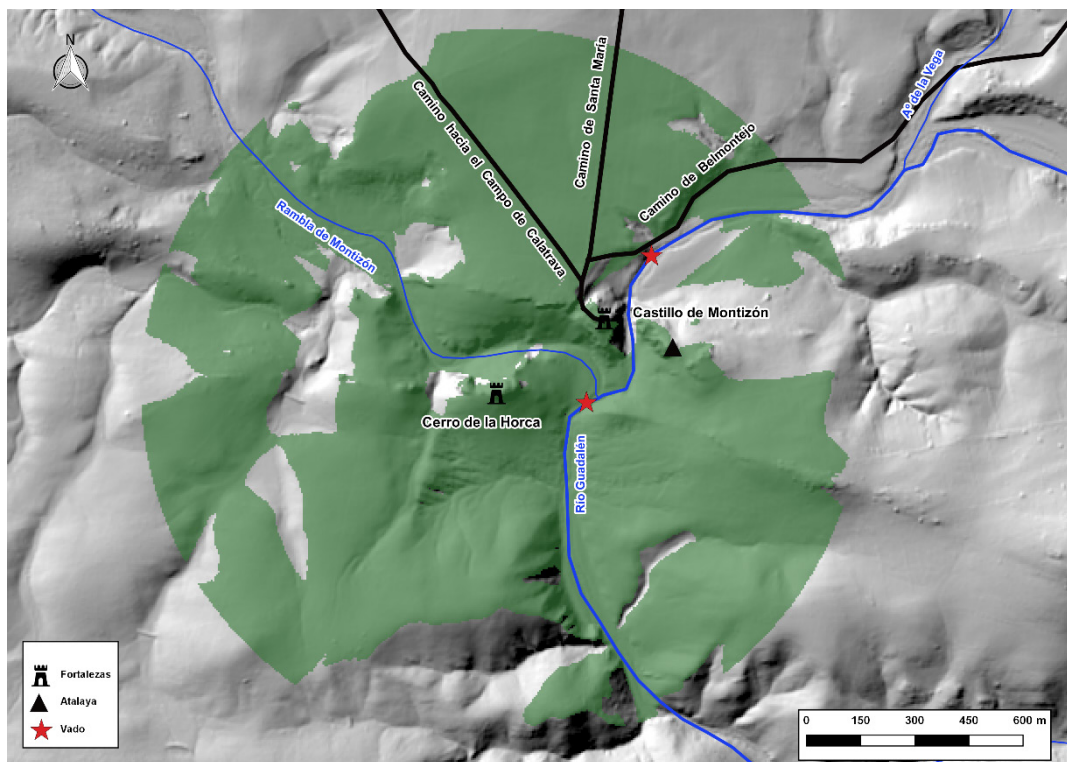 N
Camino hacia el Campo de Calatrava
Camino de Santa María
Camino de Belmontejo
Aº de la Vega
Rambla de Montizón
Castillo de Montizón
Cerro de la Horca
Río Guadalén
Fortalezas
Atalaya
Vado
0 150 300 450 600 m